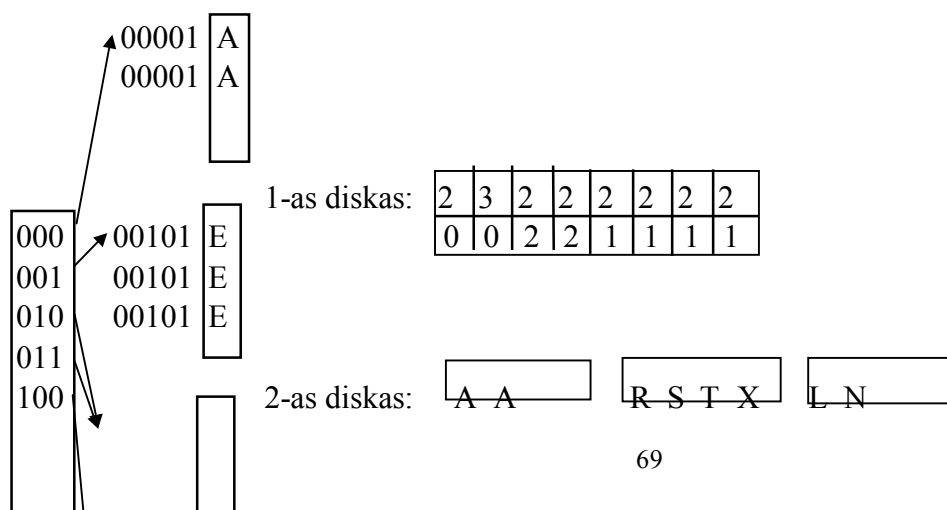 00001 A
00001 A
1-as diskas: 2 3 2 2 2 2 2 2
0 0 2 2 1 1 1 1
000
001
010
011
100
00101 E
00101 E
00101 E
2-as diskas: A A R S T X L N
69